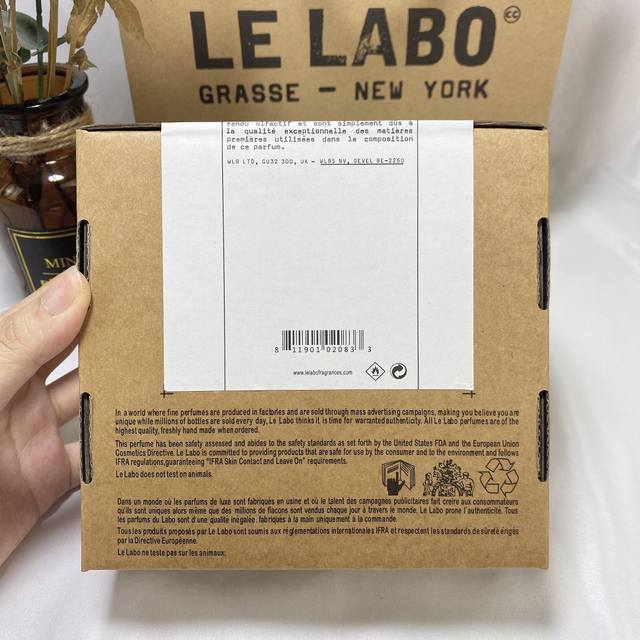 LE LABO
GRASSE — NEW YORK
rendu olfactif et sont simplement dus à
la qualité exceptionnelle des matières
premières utilisées dans la composition
de ce parfum.
WLB LTD, GU32 3QU, UK - WLBS NV, DEVEL BE-2260
MIN
8 11901 02083 3
www.lelabofragrances.com
In a world where fine perfumes are produced in factories and are sold through mass advertising campaigns, making you believe you are
unique while millions of bottles are sold every day, Le Labo thinks it is time for warranted authenticity. All Le Labo perfumes are of the
highest quality, freshly hand made when ordered.
This perfume has been safety assessed and abides to the safety standards as set forth by the United States FDA and the European Union
Cosmetics Directive. Le Labo is committed to providing products that are safe for use by the consumer and to the environment and follows
IFRA regulations, guaranteeing "IFRA Skin Contact and Leave On" requirements.
Le Labo does not test on animals.
Dans un monde où les parfums de luxe sont fabriqués en usine et où le talent des campagnes publicitaires fait croire aux consommateurs
qu'ils sont uniques alors même que des millions de flacons sont vendus chaque jour à travers le monde. Le Labo prone l'authenticité. Tous
les parfums du Labo sont d'une qualité inégalée, fabriqués à la main uniquement à la commande.
Tous les produits proposés par Le Labo sont soumis aux réglementations internationales IFRA et respectent les standards de sûreté érigés
par la Directive Européenne.
Le Labo ne teste pas sur les animaux.